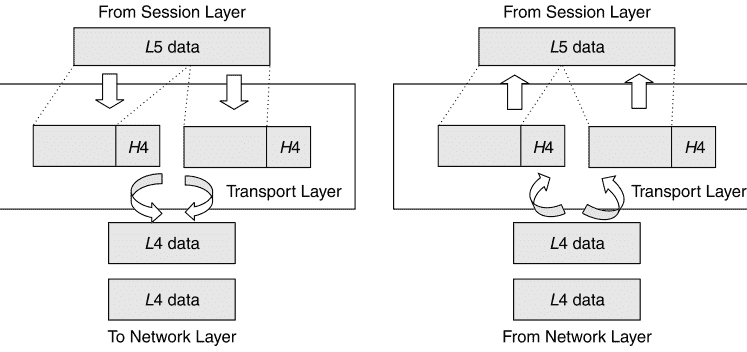 From Session Layer
L5 data
H4
H4
Transport Layer
L4 data
L4 data
To Network Layer
From Session Layer
L5 data
H4
H4
Transport Layer
L4 data
L4 data
From Network Layer